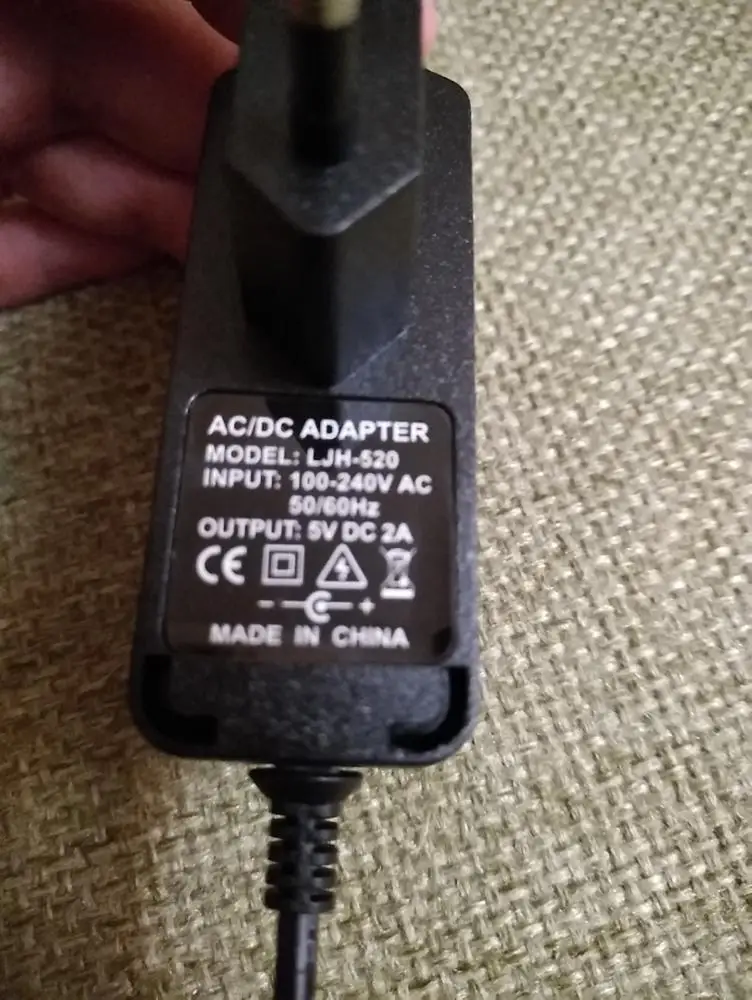 AC/DC ADAPTER
MODEL: LJH-520
INPUT: 100-240V AC
50/60Hz
OUTPUT: 5V DC 2A
CE
- +
MADE IN CHINA